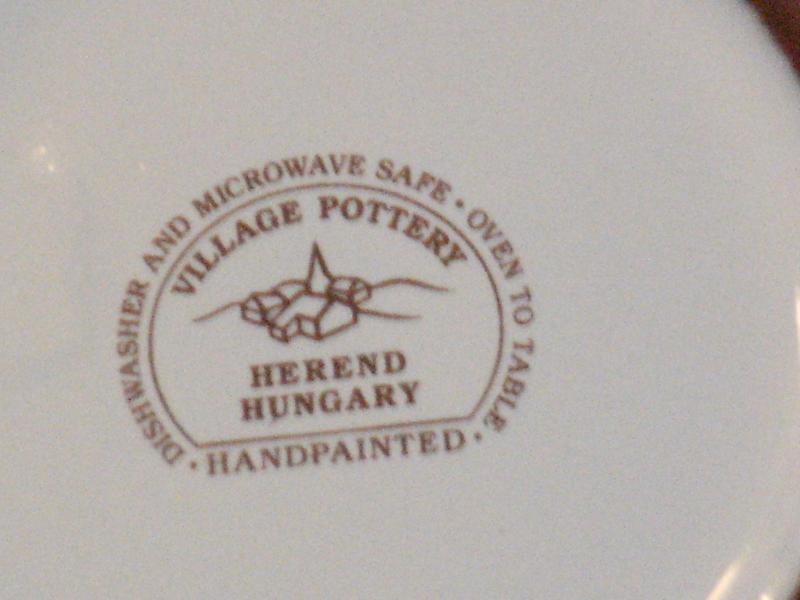 DISHWASHER AND MICROWAVE SAFE · OVEN TO TABLE ·
VILLAGE POTTERY
HEREND
HUNGARY
HANDPAINTED ·